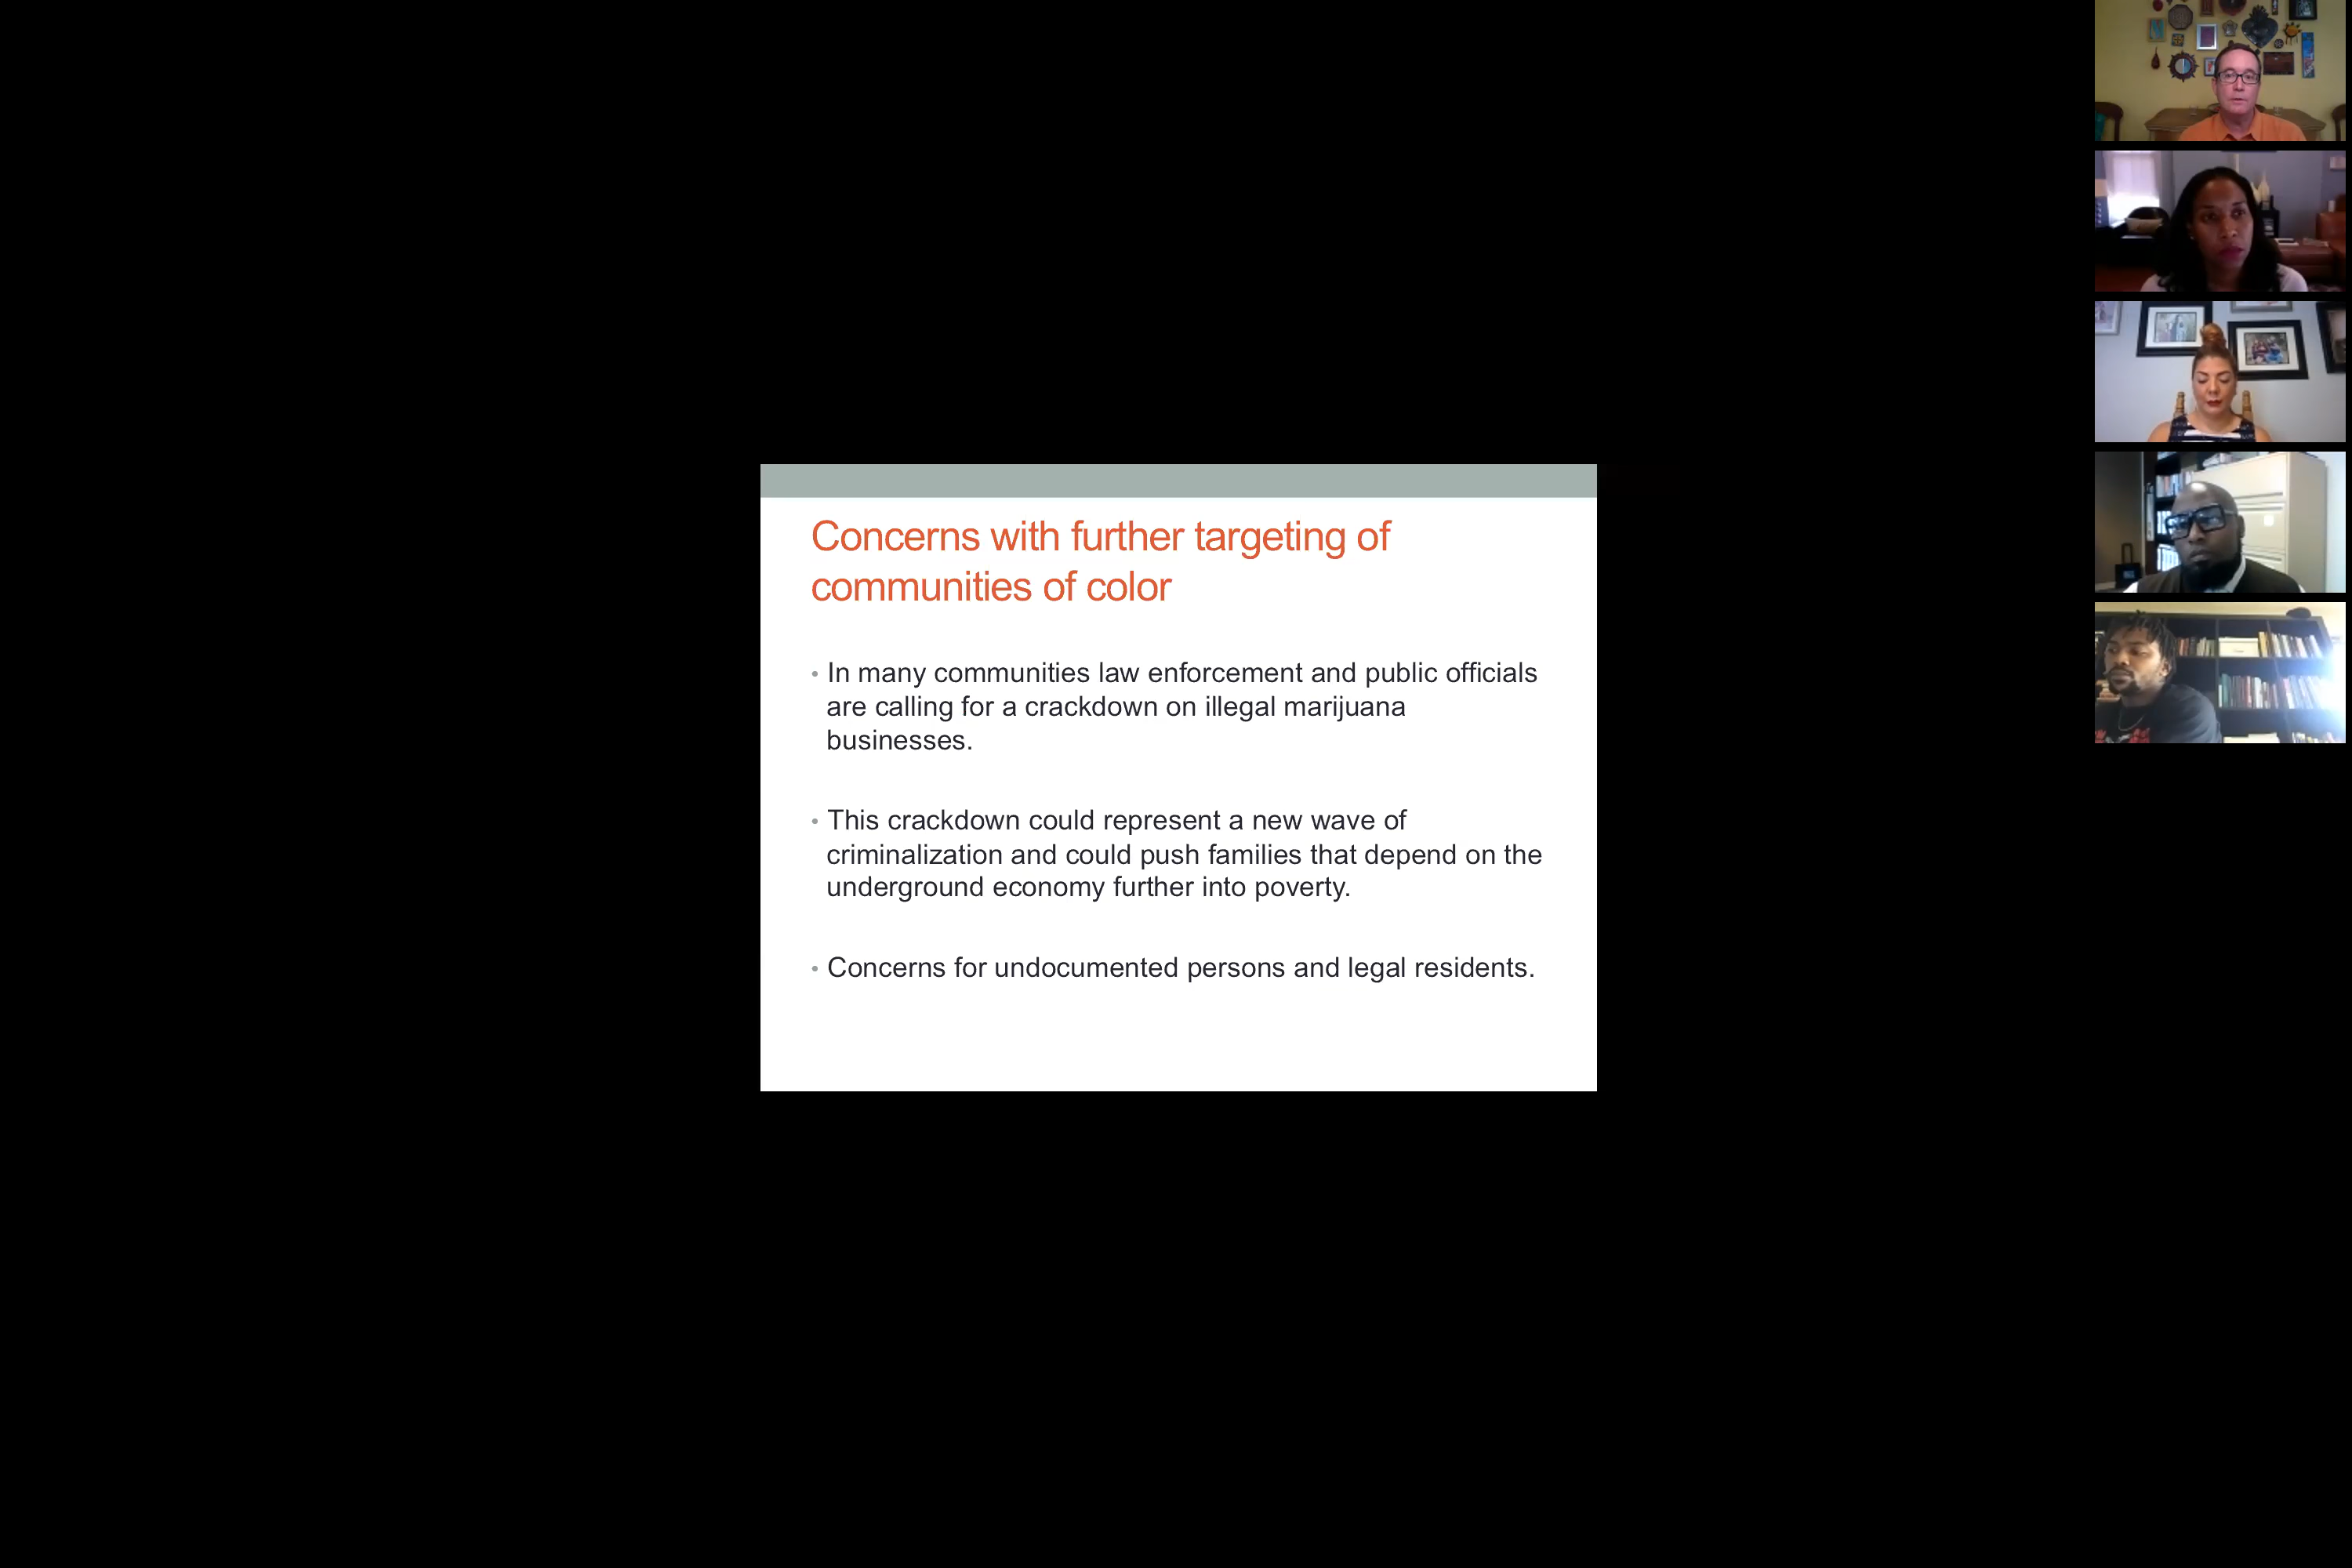 Concerns with further targeting of
communities of color
• In many communities law enforcement and public officials
are calling for a crackdown on illegal marijuana
businesses.
• This crackdown could represent a new wave of
criminalization and could push families that depend on the
underground economy further into poverty.
• Concerns for undocumented persons and legal residents.